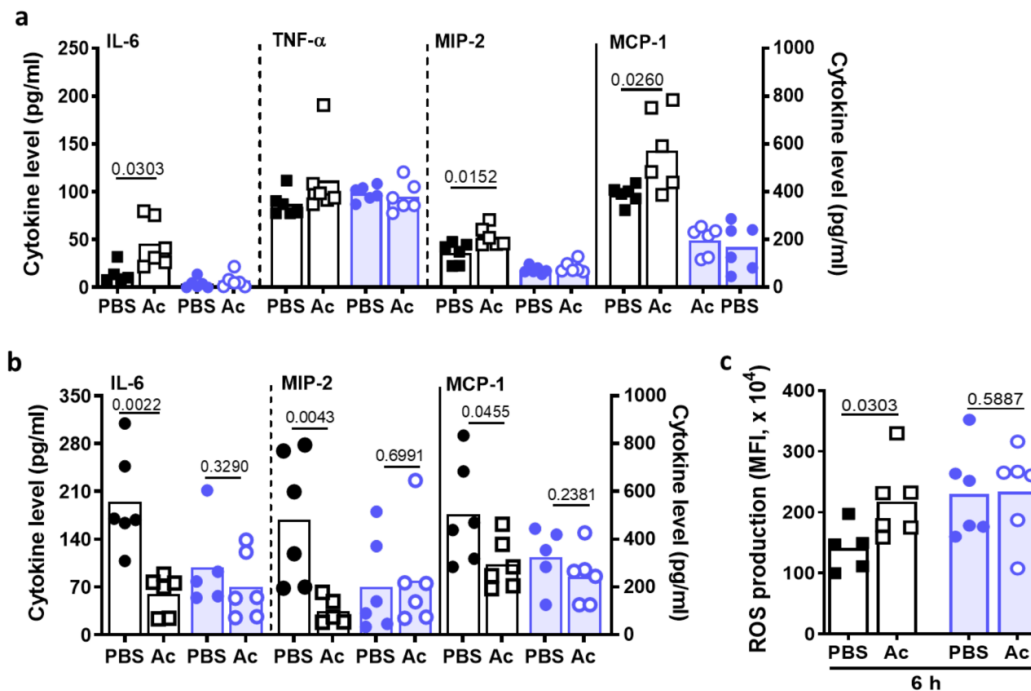 a
IL-6 TNF-α MIP-2 MCP-1
Cytokine level (pg/ml)
250
200
150
100
50
0
0.0303
0.0152
0.0260
1000
800
600
400
200
0
Cytokine level (pg/ml)
PBS Ac PBS Ac PBS Ac PBS Ac PBS Ac PBS Ac PBS Ac Ac PBS
b
IL-6 MIP-2 MCP-1
Cytokine level (pg/ml)
350
280
210
140
70
0
0.0022
0.3290
0.0043
0.6991
0.0455
0.2381
1000
800
600
400
200
0
Cytokine level (pg/ml)
PBS Ac PBS Ac PBS Ac PBS Ac PBS Ac PBS Ac
c
ROS production (MFI, x 10⁴)
400
300
200
100
0
0.0303
0.5887
PBS Ac PBS Ac
6 h